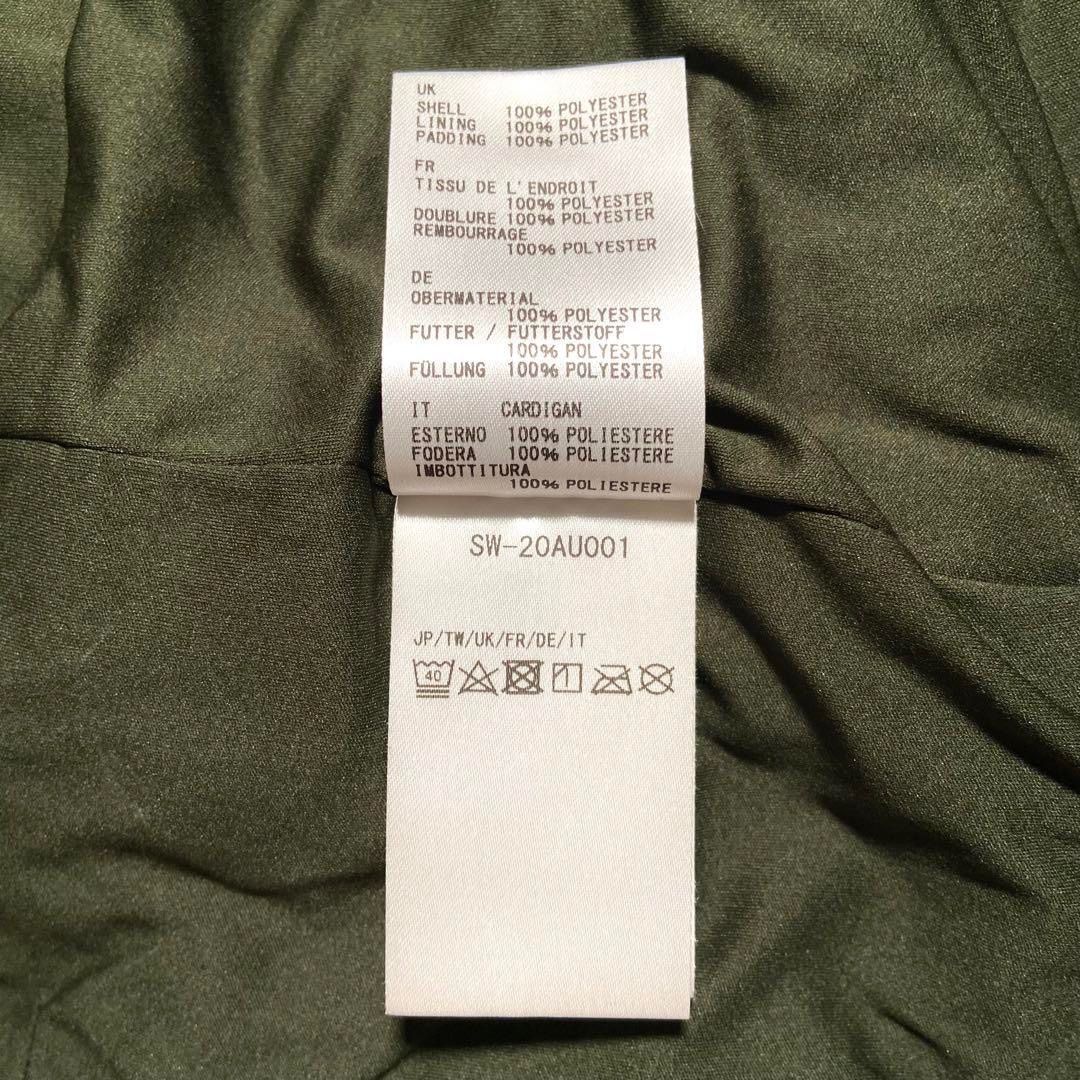 UK
SHELL 100% POLYESTER
LINING 100% POLYESTER
PADDING 100% POLYESTER
FR
TISSU DE L'ENDROIT
100% POLYESTER
DOUBLURE 100% POLYESTER
REMBOURRAGE
100% POLYESTER
DE
OBERMATERIAL
100% POLYESTER
FUTTER / FUTTERSTOFF
100% POLYESTER
FÜLLUNG 100% POLYESTER
IT CARDIGAN
ESTERNO 100% POLIESTERE
FODERA 100% POLIESTERE
IMBOTTITURA
100% POLIESTERE
SW-20AU001
JP/TW/UK/FR/DE/IT
40